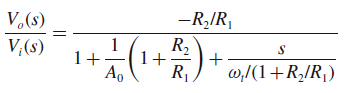 V_o(s)/V_i(s) = (−R_2/R_1) / (1 + (1/A_0)(1 + R_2/R_1) + s/(ω_t/(1+R_2/R_1)))